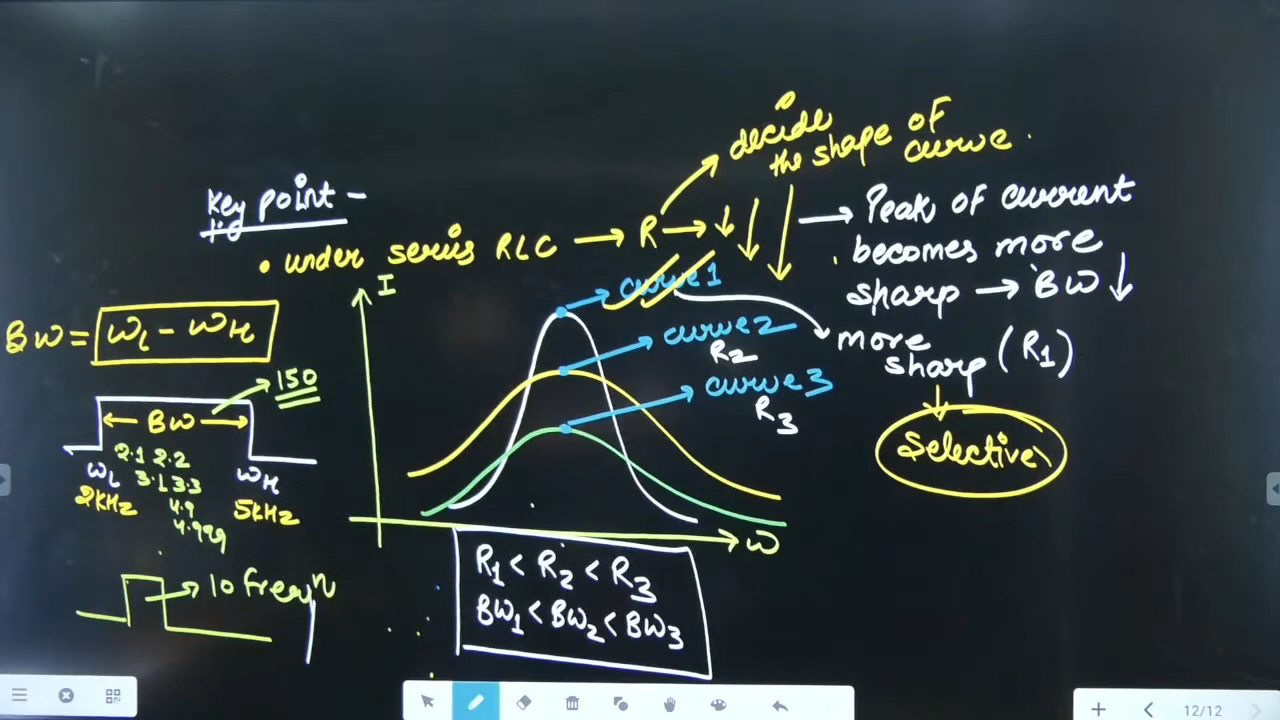 decide
the shape of
curve.
Key point -
• under series RLC → R → ↓
→ Peak of current
becomes more
sharp → BW ↓
I
curve 1
curve 2
R2
more
sharp (R1)
curve 3
R3
Selective
BW = ωL - ωH
150
BW
2.1 2.2
ωL 3.1 3.3 ωH
2KHz 4.9 5KHz
4.999
ω
10 freqn
R1 < R2 < R3
BW1 < BW2 < BW3
12/12